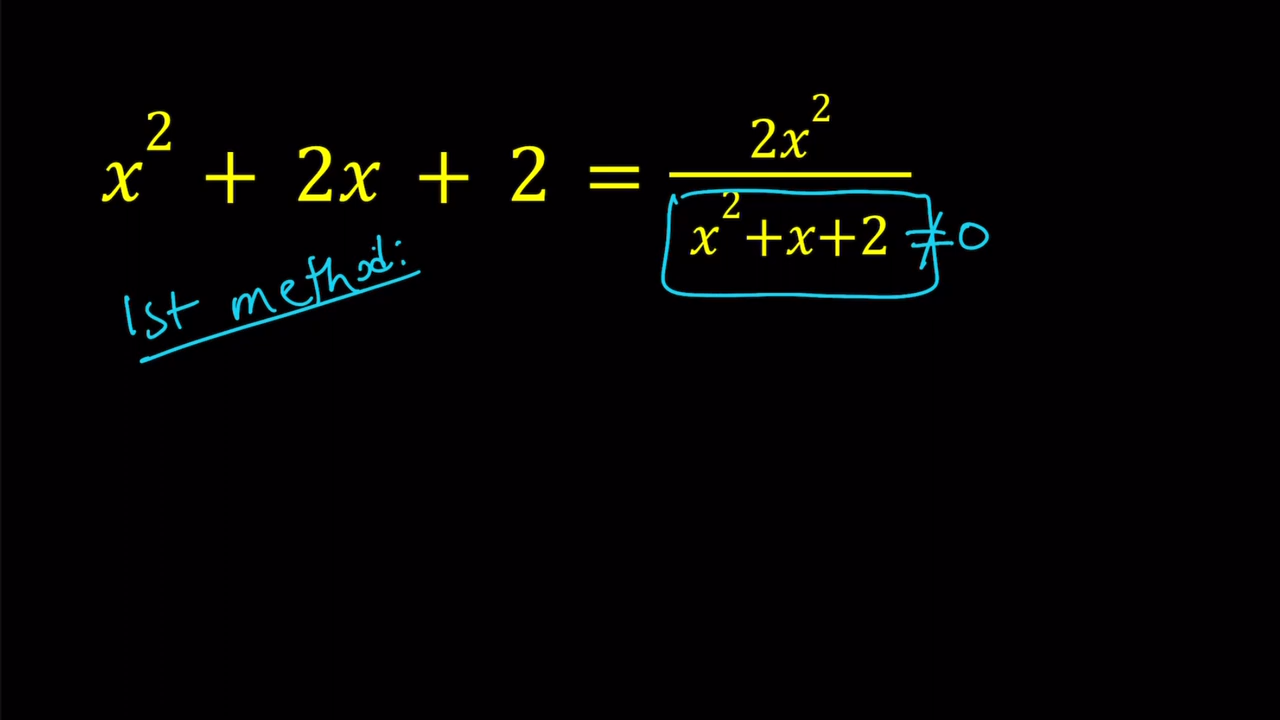 x² + 2x + 2 = 2x² / x²+x+2 ≠0
1st method: